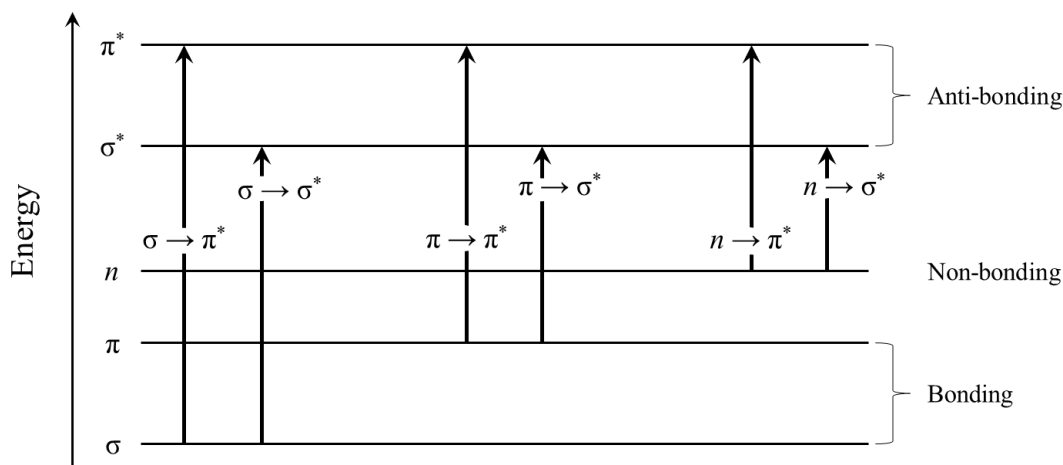 π*
Anti-bonding
σ*
σ → σ*
π → σ*
n → σ*
σ → π*
π → π*
n → π*
Energy
n
Non-bonding
π
Bonding
σ